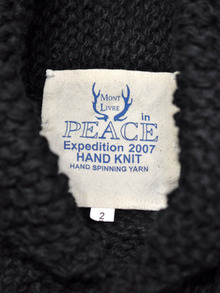 MONT
LIVRE
in
PEACE
Expedition 2007
HAND KNIT
HAND SPINNING YARN
2